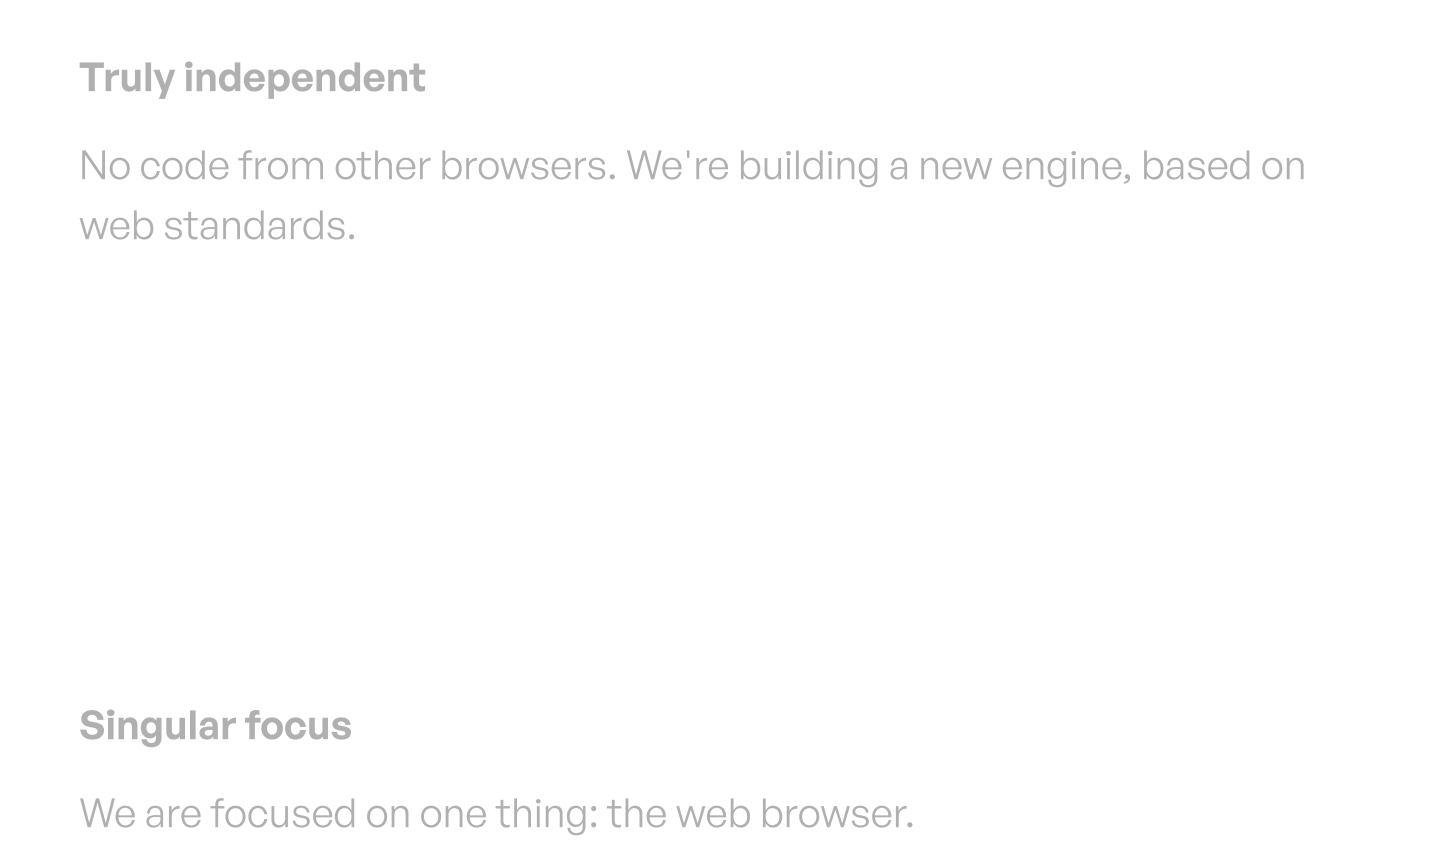 Truly independent
No code from other browsers. We're building a new engine, based on
web standards.
Singular focus
We are focused on one thing: the web browser.